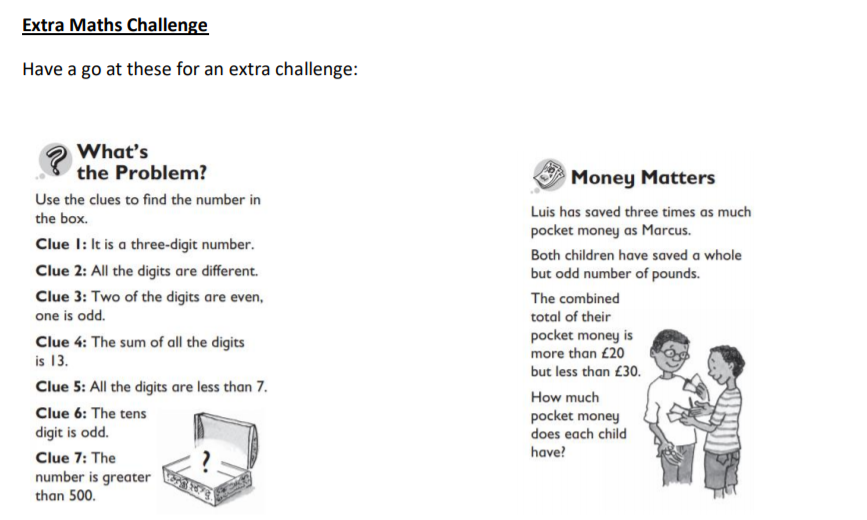 Extra Maths Challenge
Have a go at these for an extra challenge:
What's
the Problem?
Use the clues to find the number in
the box.
Clue 1: It is a three-digit number.
Clue 2: All the digits are different.
Clue 3: Two of the digits are even,
one is odd.
Clue 4: The sum of all the digits
is 13.
Clue 5: All the digits are less than 7.
Clue 6: The tens
digit is odd.
Clue 7: The
number is greater
than 500.
?
Money Matters
Luis has saved three times as much
pocket money as Marcus.
Both children have saved a whole
but odd number of pounds.
The combined
total of their
pocket money is
more than £20
but less than £30.
How much
pocket money
does each child
have?